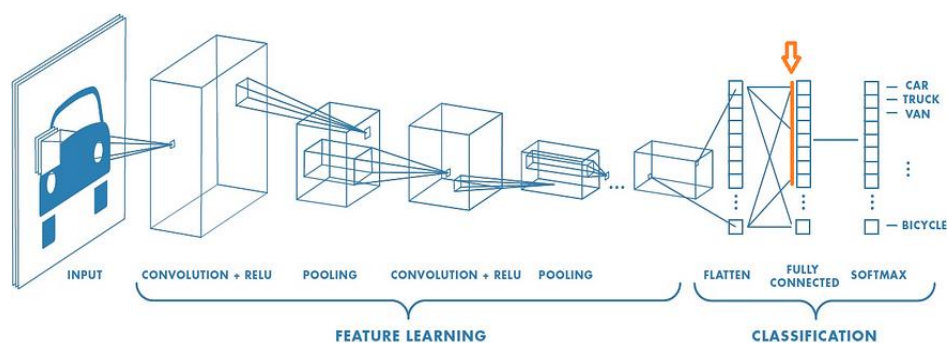 CAR
TRUCK
VAN
BICYCLE
INPUT
CONVOLUTION + RELU
POOLING
CONVOLUTION + RELU
POOLING
FLATTEN
FULLY
CONNECTED
SOFTMAX
FEATURE LEARNING
CLASSIFICATION